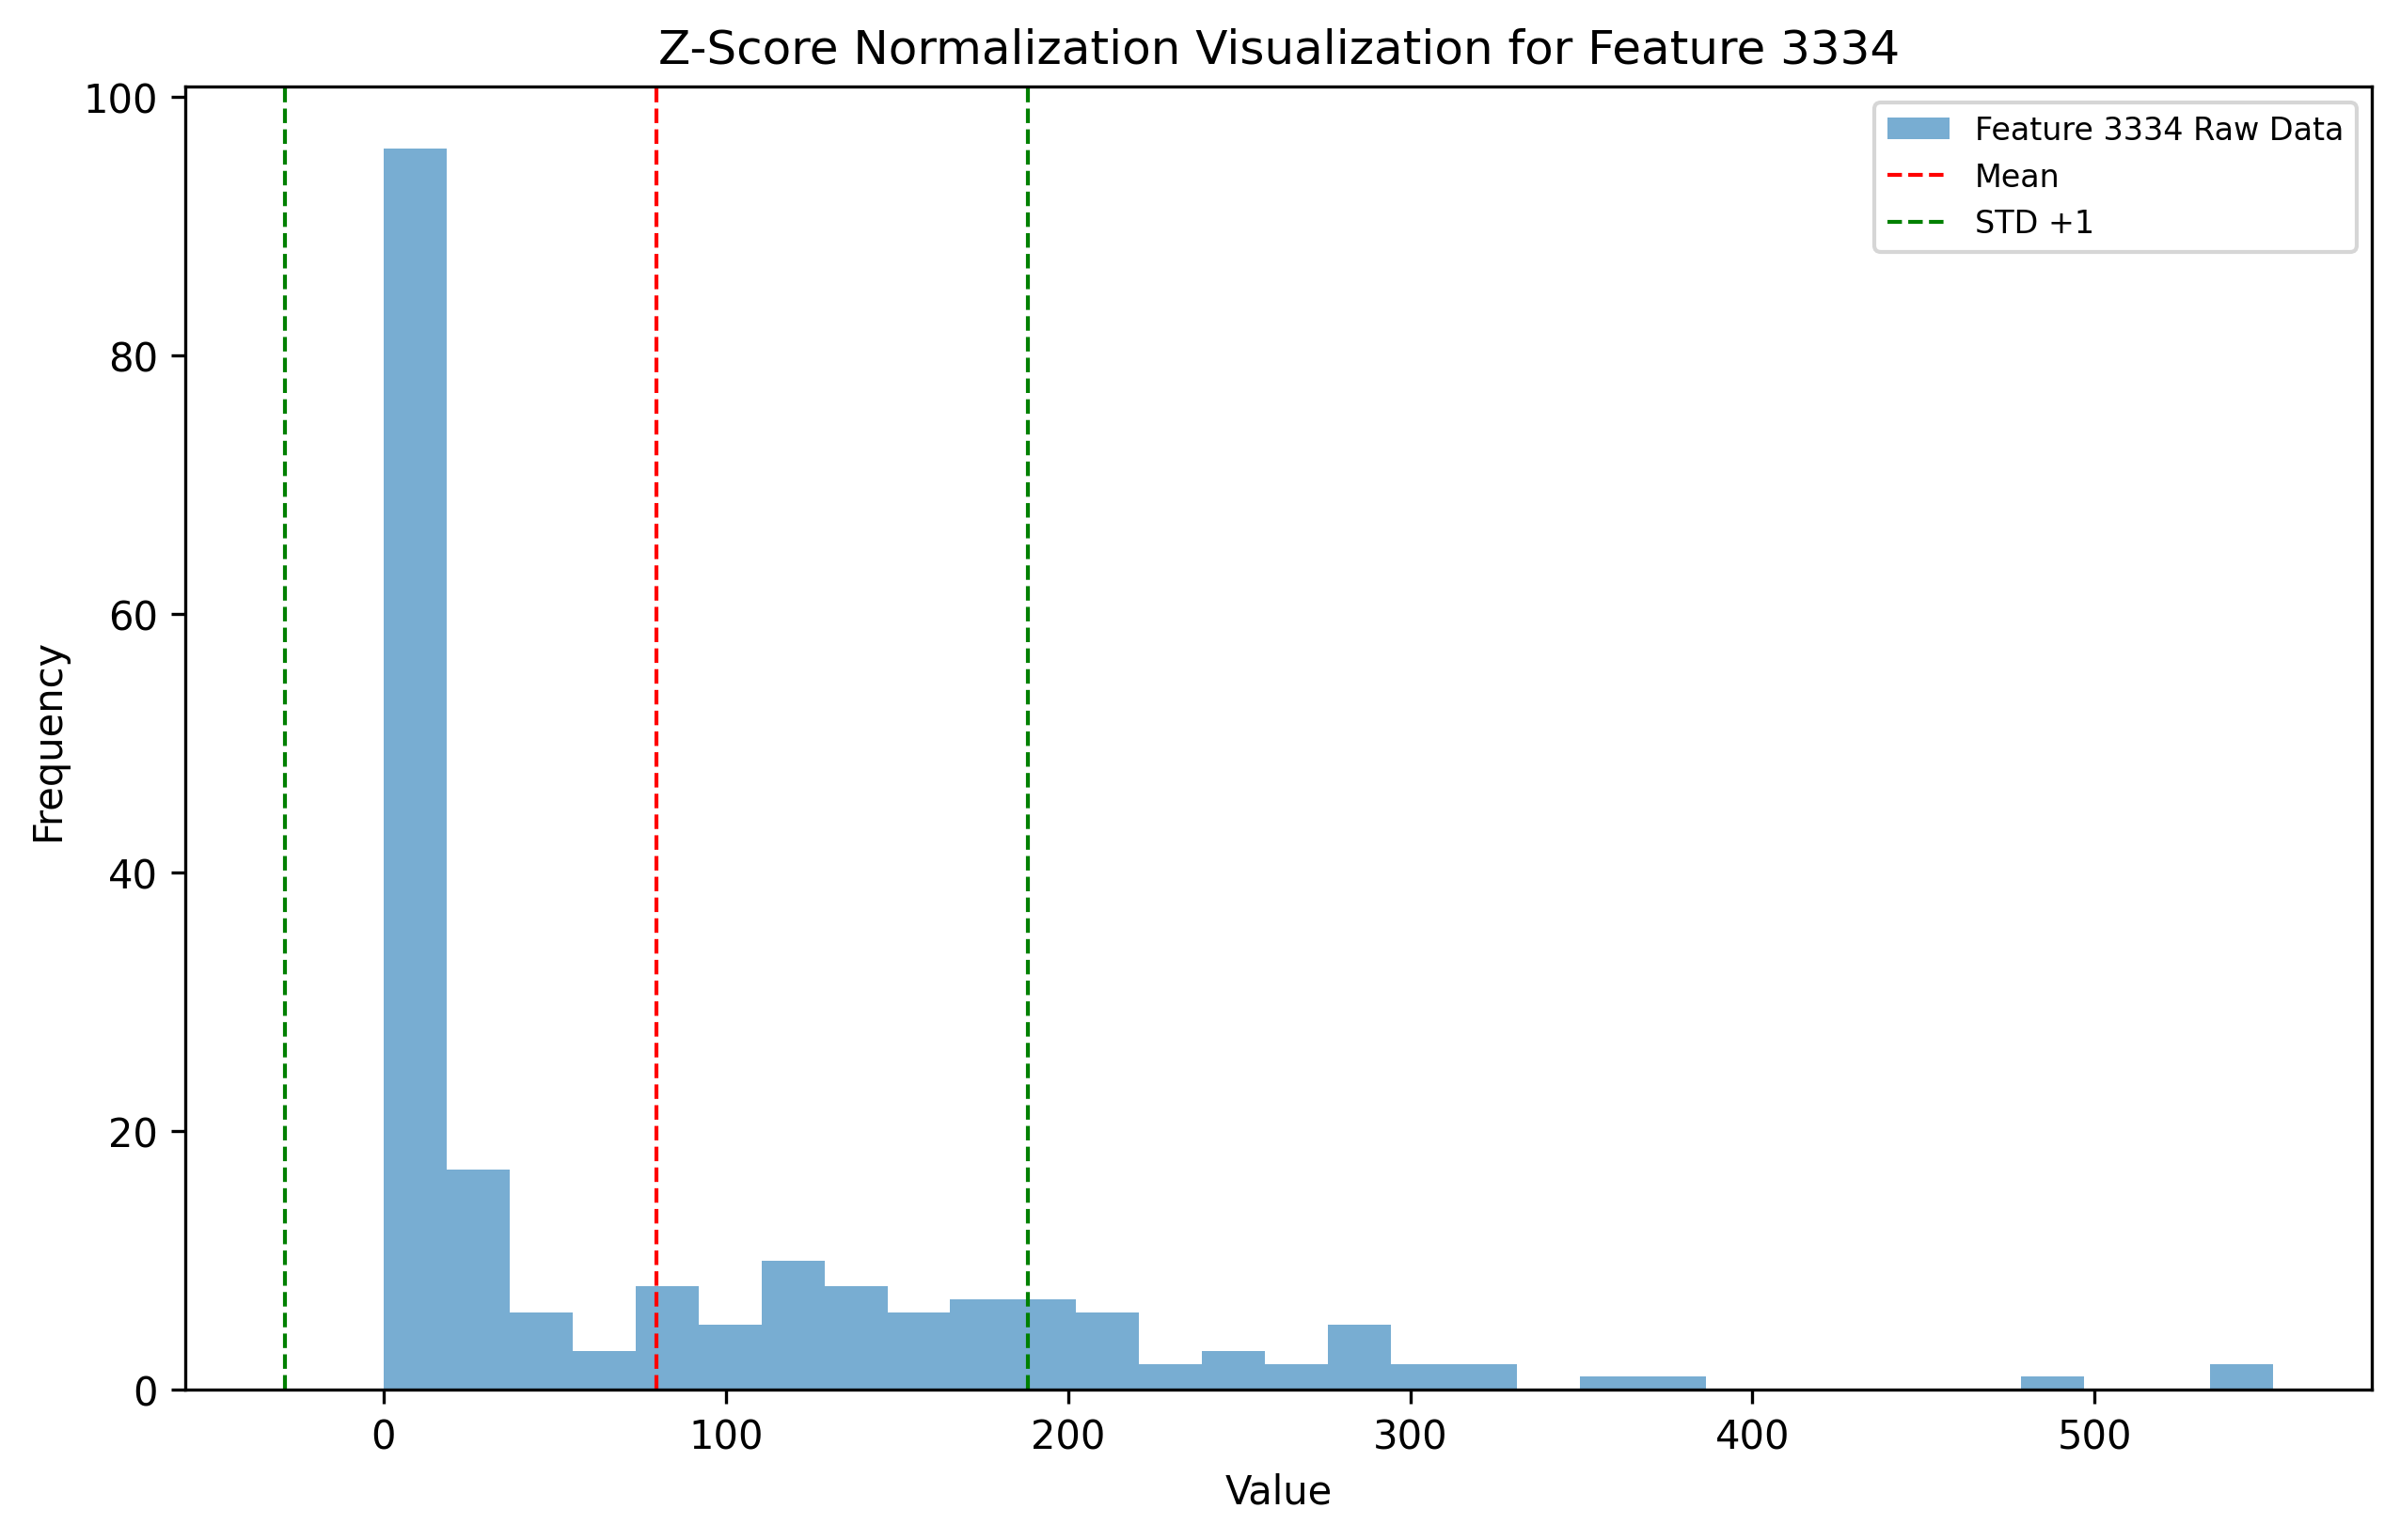 Z-Score Normalization Visualization for Feature 3334
Feature 3334 Raw Data
Mean
STD +1
100
80
60
40
20
0
Frequency
0 100 200 300 400 500
Value